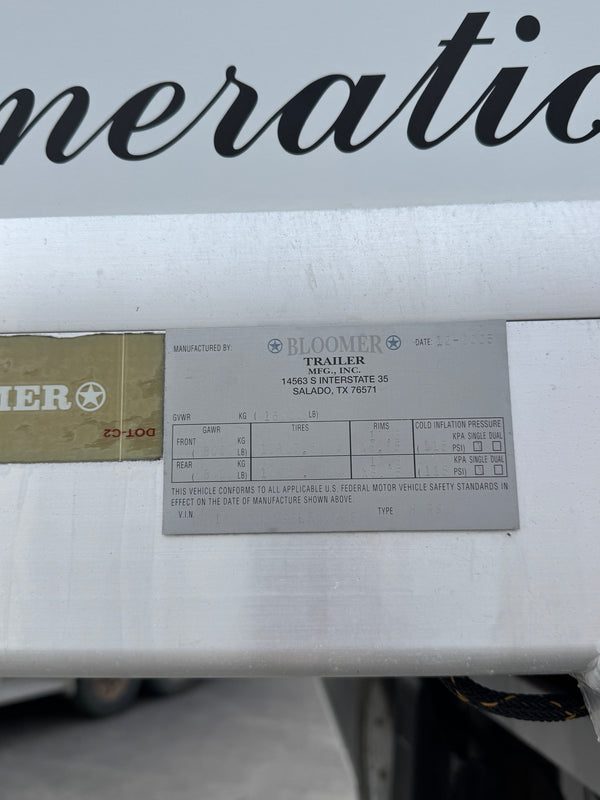 neratio
MANUFACTURED BY: BLOOMER DATE:
TRAILER
MFG., INC.
14563 S INTERSTATE 35
SALADO, TX 76571
MER
DOT-C2
GVWR KG ( LB)
GAWR TIRES RIMS COLD INFLATION PRESSURE
FRONT KG KPA SINGLE DUAL
( LB) ( PSI)
REAR KG KPA SINGLE DUAL
( LB) ( PSI)
THIS VEHICLE CONFORMS TO ALL APPLICABLE U.S. FEDERAL MOTOR VEHICLE SAFETY STANDARDS IN
EFFECT ON THE DATE OF MANUFACTURE SHOWN ABOVE.
V.I.N. TYPE